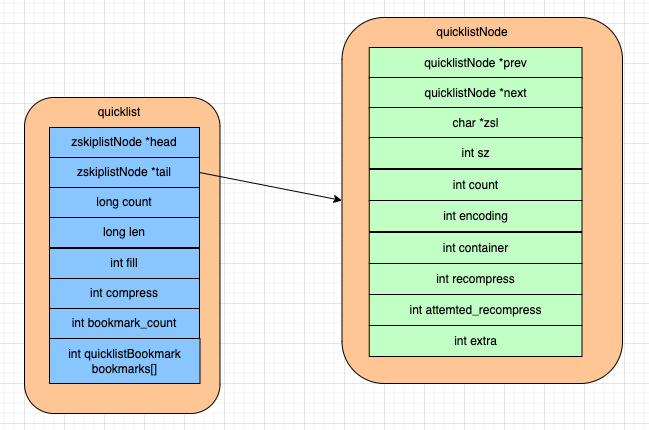 quicklist
zskiplistNode *head
zskiplistNode *tail
long count
long len
int fill
int compress
int bookmark_count
int quicklistBookmark
bookmarks[]
quicklistNode
quicklistNode *prev
quicklistNode *next
char *zsl
int sz
int count
int encoding
int container
int recompress
int attemted_recompress
int extra